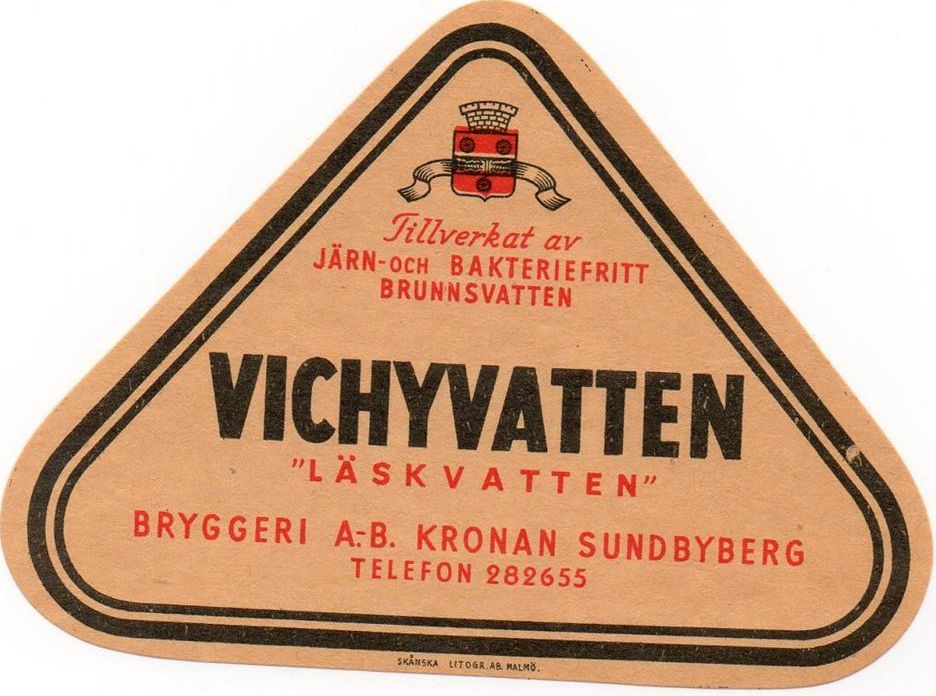 Tillverkat av
JÄRN- OCH BAKTERIEFRITT
BRUNNSVATTEN
VICHYVATTEN
"LÄSKVATTEN"
BRYGGERI A.-B. KRONAN SUNDBYBERG
TELEFON 282655
SKÅNSKA LITOGR. AB. MALMÖ.